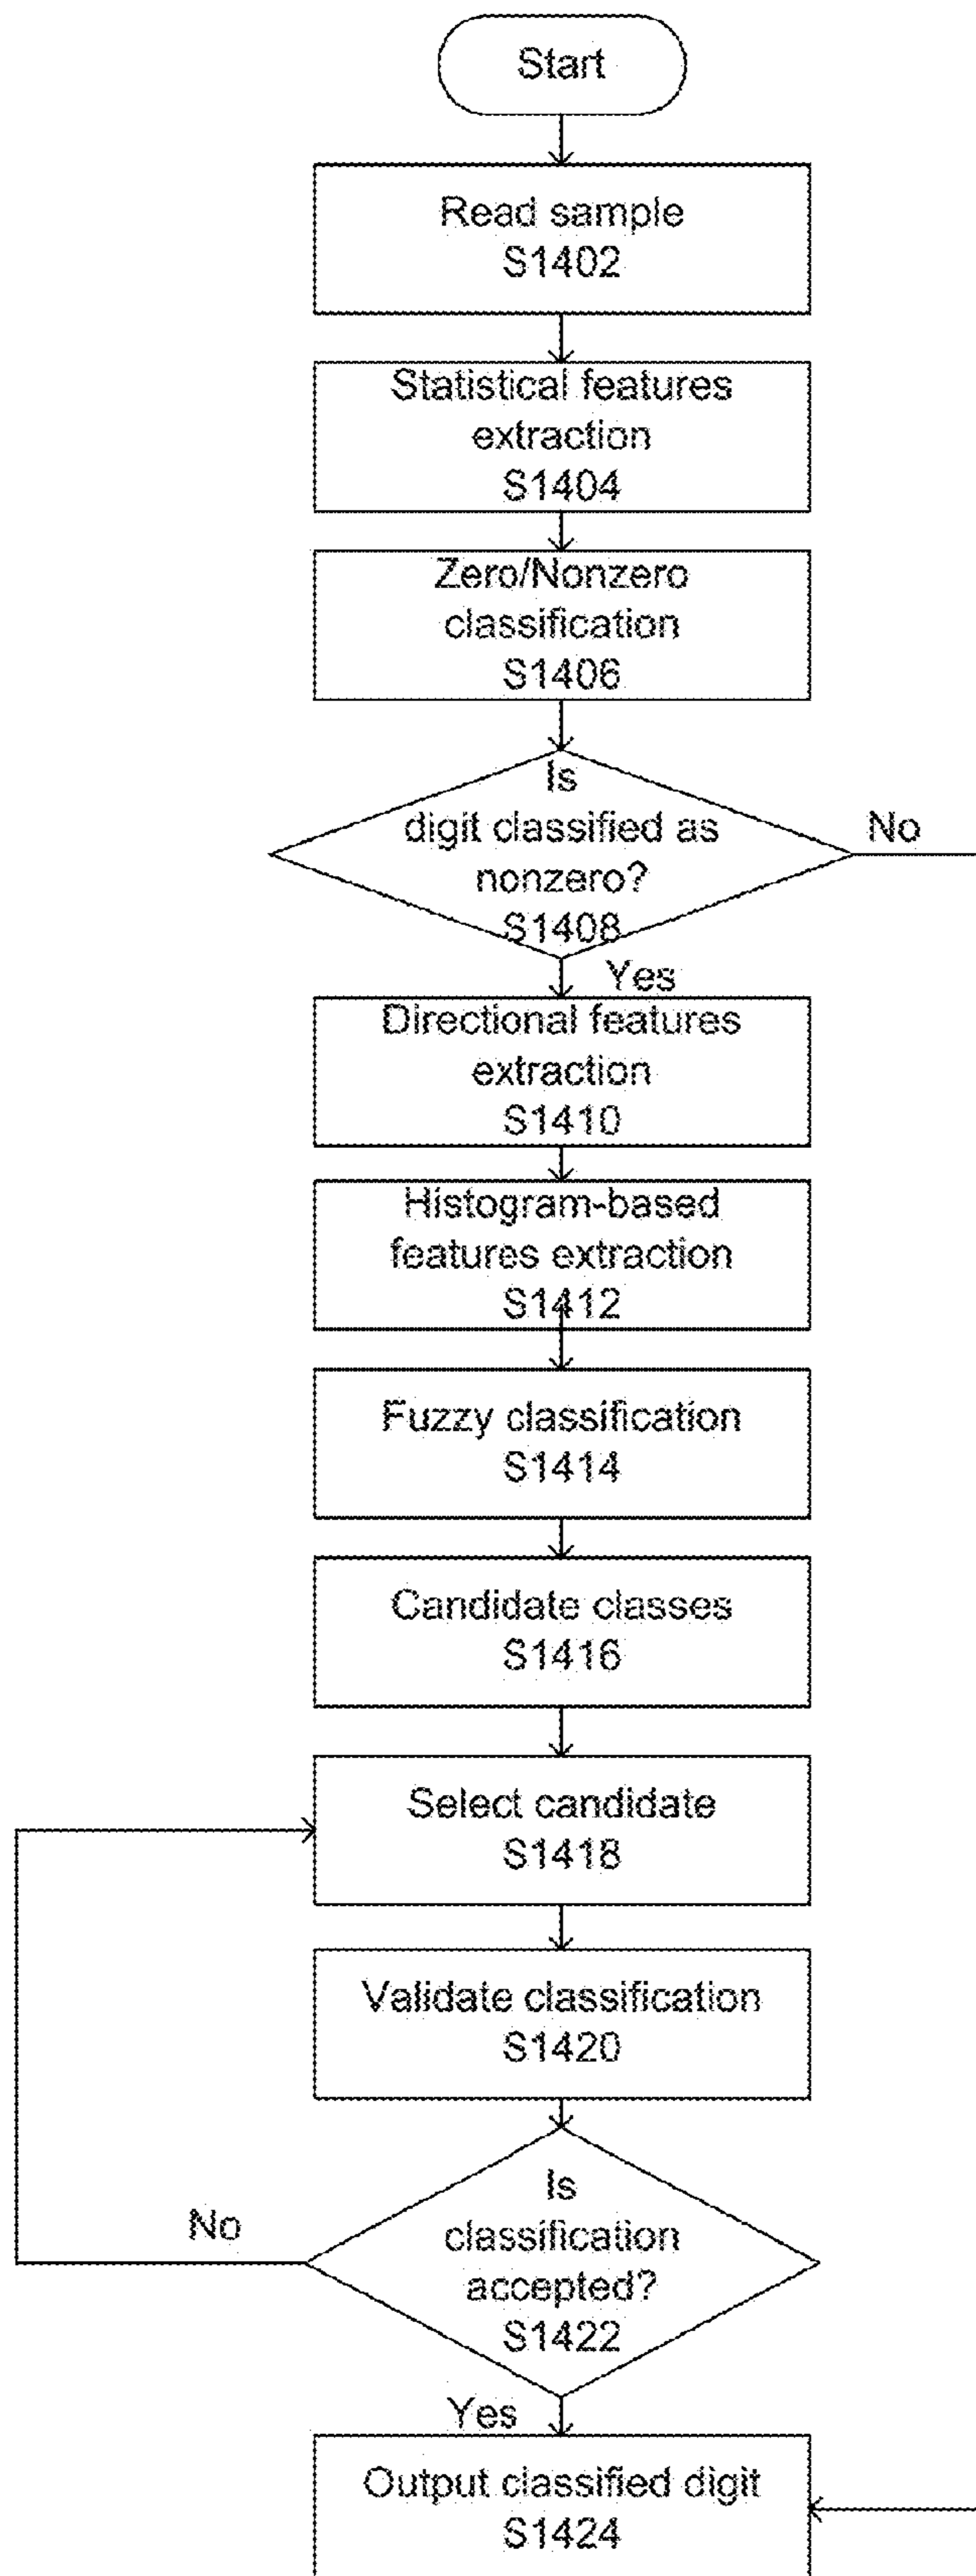 Start
Read sample
S1402
Statistical features
extraction
S1404
Zero/Nonzero
classification
S1406
Is
digit classified as
nonzero?
S1408
No
Yes
Directional features
extraction
S1410
Histogram-based
features extraction
S1412
Fuzzy classification
S1414
Candidate classes
S1416
Select candidate
S1418
Validate classification
S1420
Is
classification
accepted?
S1422
No
Yes
Output classified digit
S1424